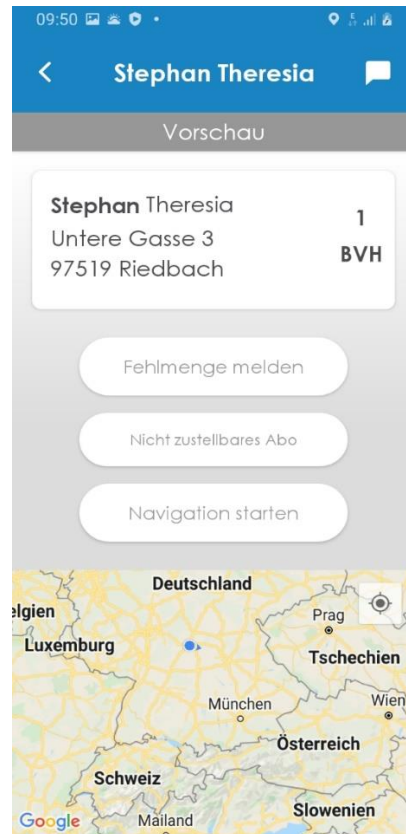 09:50
Stephan Theresia
Vorschau
Stephan Theresia
1
Untere Gasse 3
BVH
97519 Riedbach
Fehlmenge melden
Nicht zustellbares Abo
Navigation starten
Deutschland
elgien
Prag
Luxemburg
Tschechien
München
Wien
Österreich
Schweiz
Slowenien
Google
Mailand